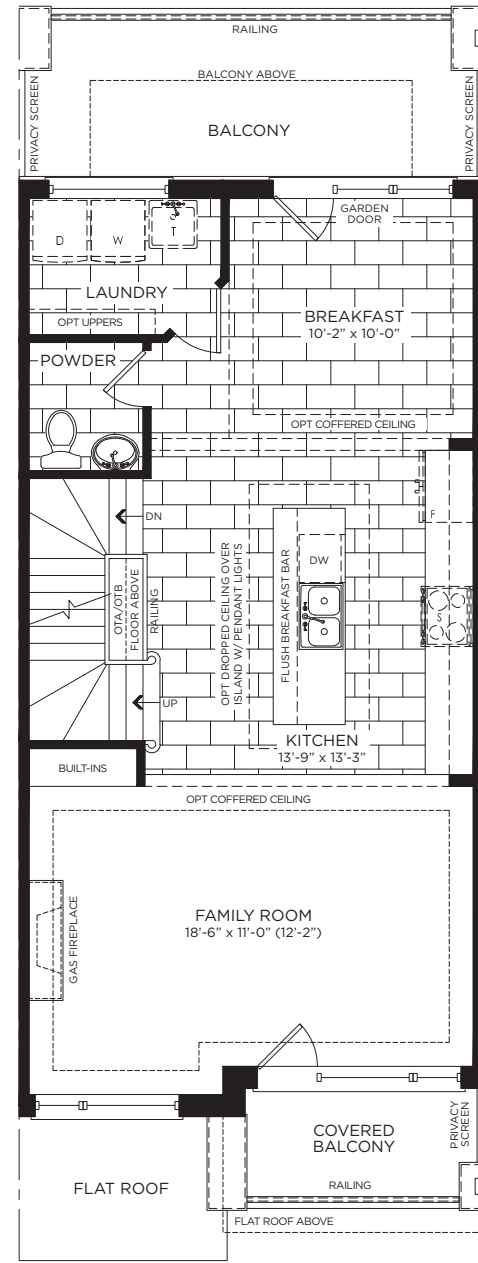 RAILING
BALCONY ABOVE
BALCONY
PRIVACY SCREEN
PRIVACY SCREEN
GARDEN
DOOR
D
W
T
LAUNDRY
OPT UPPERS
BREAKFAST
10'-2" x 10'-0"
POWDER
OPT COFFERED CEILING
DN
F
OTA/OTB
FLOOR ABOVE
RAILING
OPT DROPPED CEILING OVER
ISLAND W/ PENDANT LIGHTS
FLUSH BREAKFAST BAR
DW
S
UP
KITCHEN
13'-9" x 13'-3"
BUILT-INS
OPT COFFERED CEILING
GAS FIREPLACE
FAMILY ROOM
18'-6" x 11'-0" (12'-2")
COVERED
BALCONY
PRIVACY
SCREEN
FLAT ROOF
RAILING
FLAT ROOF ABOVE